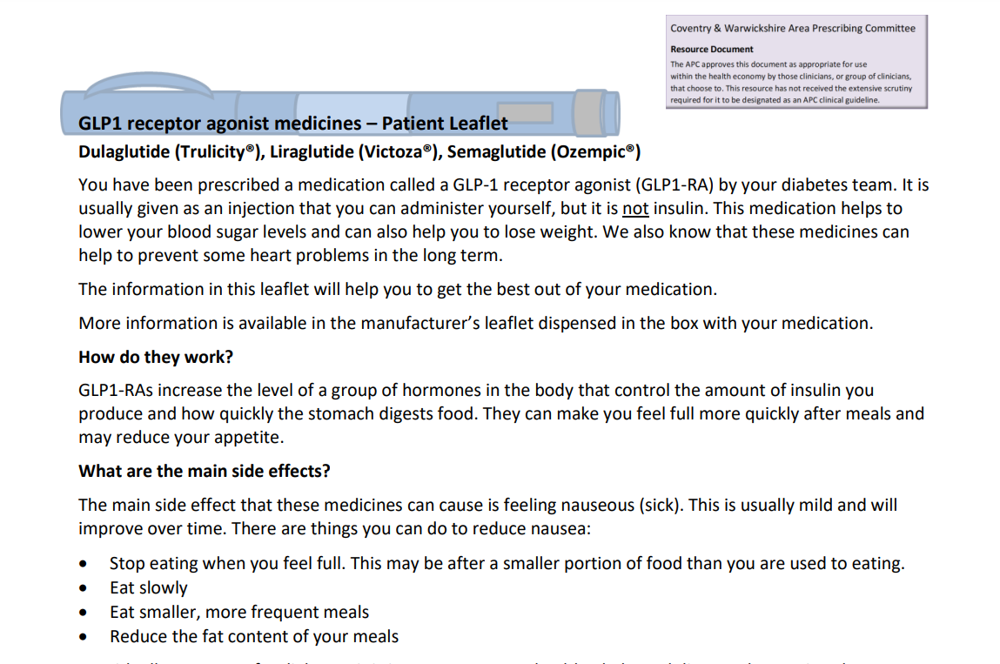 Coventry & Warwickshire Area Prescribing Committee
Resource Document
The APC approves this document as appropriate for use
within the health economy by those clinicians, or group of clinicians,
that choose to. This resource has not received the extensive scrutiny
required for it to be designated as an APC clinical guideline.
GLP1 receptor agonist medicines – Patient Leaflet
Dulaglutide (Trulicity®), Liraglutide (Victoza®), Semaglutide (Ozempic®)
You have been prescribed a medication called a GLP-1 receptor agonist (GLP1-RA) by your diabetes team. It is
usually given as an injection that you can administer yourself, but it is not insulin. This medication helps to
lower your blood sugar levels and can also help you to lose weight. We also know that these medicines can
help to prevent some heart problems in the long term.
The information in this leaflet will help you to get the best out of your medication.
More information is available in the manufacturer’s leaflet dispensed in the box with your medication.
How do they work?
GLP1-RAs increase the level of a group of hormones in the body that control the amount of insulin you
produce and how quickly the stomach digests food. They can make you feel full more quickly after meals and
may reduce your appetite.
What are the main side effects?
The main side effect that these medicines can cause is feeling nauseous (sick). This is usually mild and will
improve over time. There are things you can do to reduce nausea:
• Stop eating when you feel full. This may be after a smaller portion of food than you are used to eating.
• Eat slowly
• Eat smaller, more frequent meals
• Reduce the fat content of your meals